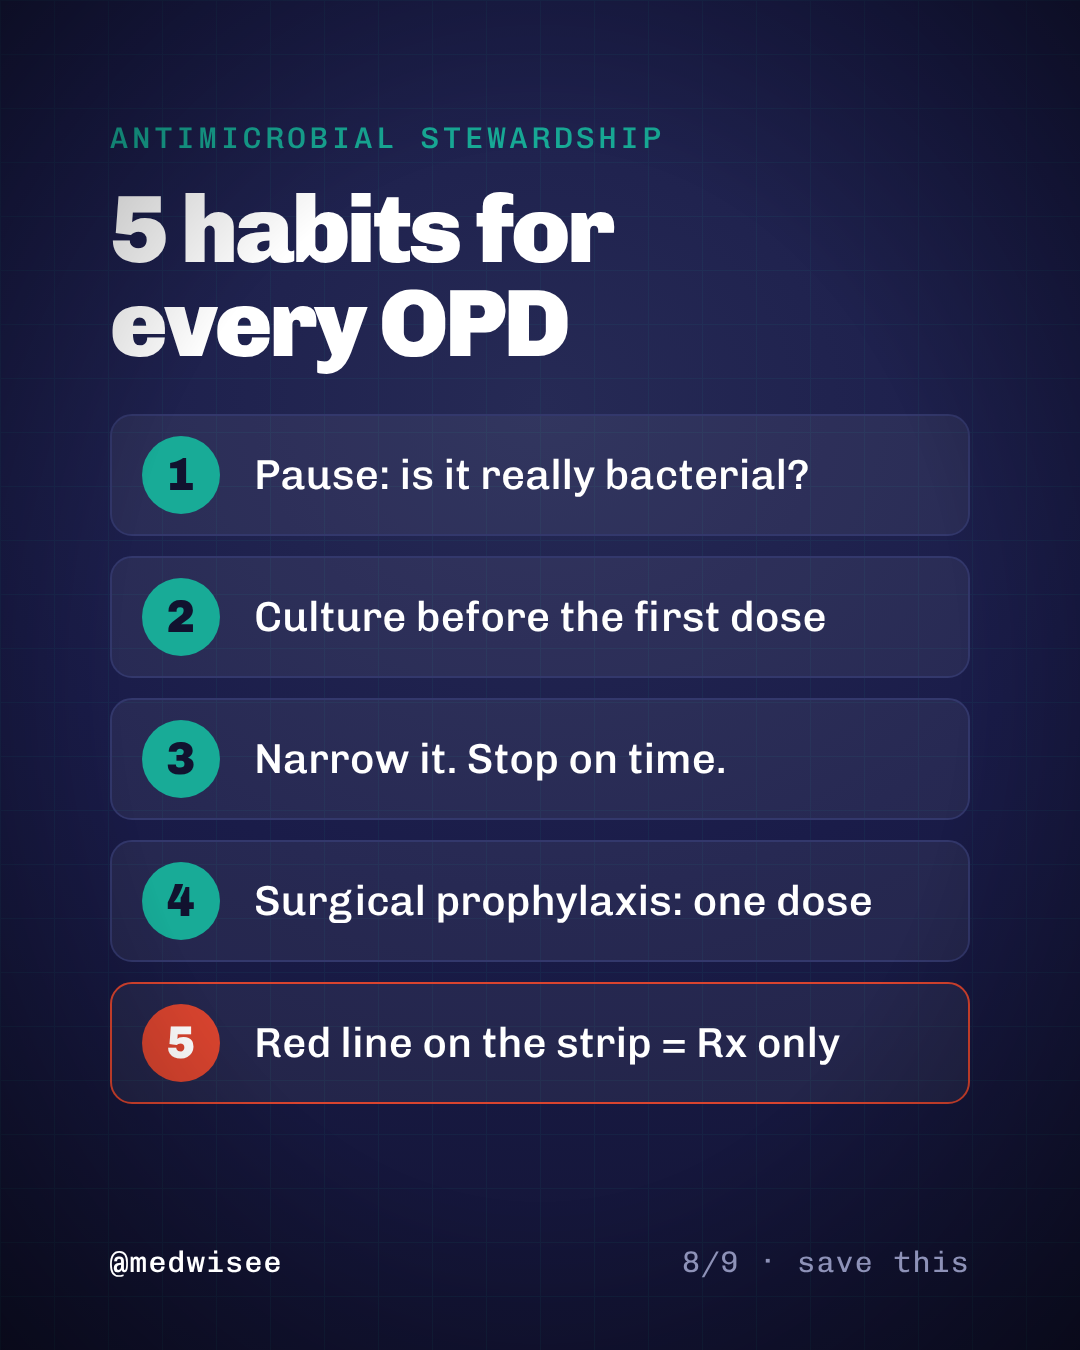 ANTIMICROBIAL STEWARDSHIP
5 habits for
every OPD
1 Pause: is it really bacterial?
2 Culture before the first dose
3 Narrow it. Stop on time.
4 Surgical prophylaxis: one dose
5 Red line on the strip = Rx only
@medwisee
8/9 · save this